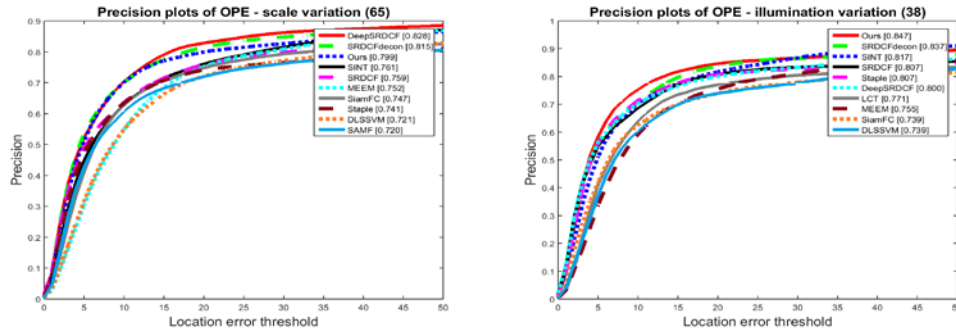 Precision plots of OPE - scale variation (65)
Precision
0.9
0.8
0.7
0.6
0.5
0.4
0.3
0.2
0.1
0
DeepSRDCF [0.828]
SRDCFdecon [0.815]
Ours [0.799]
SINT [0.761]
SRDCF [0.759]
MEEM [0.752]
SiamFC [0.747]
Staple [0.741]
DLSSVM [0.721]
SAMF [0.720]
0 5 10 15 20 25 30 35 40 45 50
Location error threshold
Precision plots of OPE - illumination variation (38)
Precision
1
0.9
0.8
0.7
0.6
0.5
0.4
0.3
0.2
0.1
0
Ours [0.847]
SRDCFdecon [0.837]
SINT [0.817]
SRDCF [0.807]
Staple [0.807]
DeepSRDCF [0.800]
LCT [0.771]
MEEM [0.755]
SiamFC [0.739]
DLSSVM [0.739]
0 5 10 15 20 25 30 35 40 45 50
Location error threshold